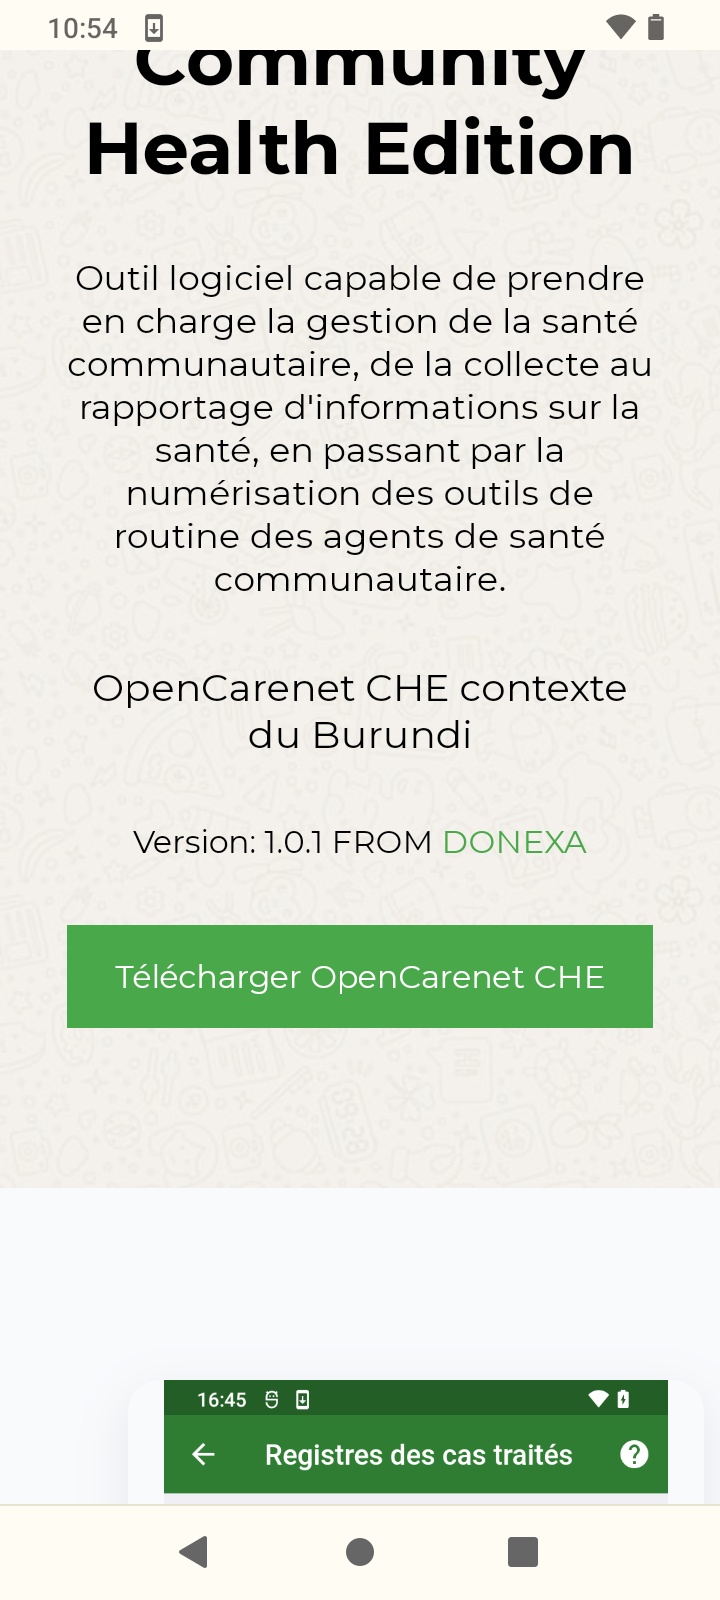 10:54
Community
Health Edition
Outil logiciel capable de prendre
en charge la gestion de la santé
communautaire, de la collecte au
rapportage d'informations sur la
santé, en passant par la
numérisation des outils de
routine des agents de santé
communautaire.
OpenCarenet CHE contexte
du Burundi
Version: 1.0.1 FROM DONEXA
Télécharger OpenCarenet CHE
09:28
16:45
Registres des cas traités